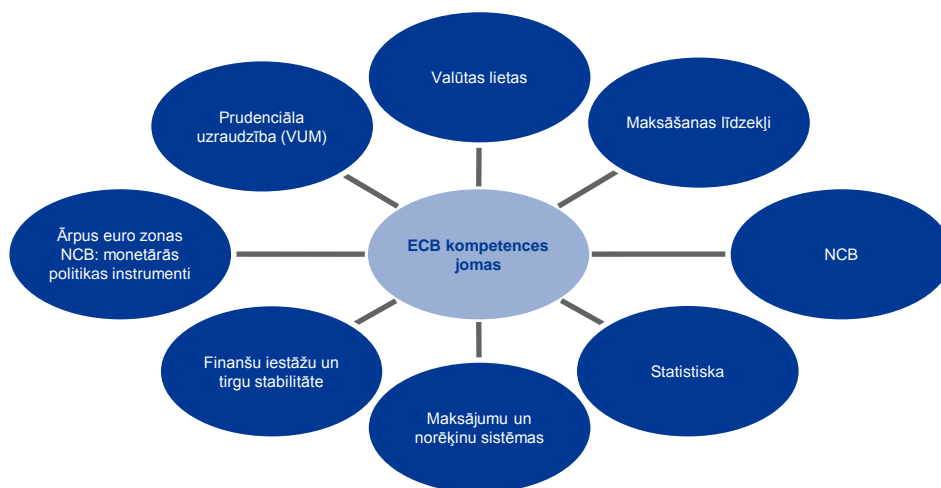 Valūtas lietas
Prudenciāla
uzraudzība (VUM)
Maksāšanas līdzekļi
Ārpus euro zonas
NCB: monetārās
politikas instrumenti
ECB kompetences
jomas
NCB
Finanšu iestāžu un
tirgu stabilitāte
Statistiska
Maksājumu un
norēķinu sistēmas